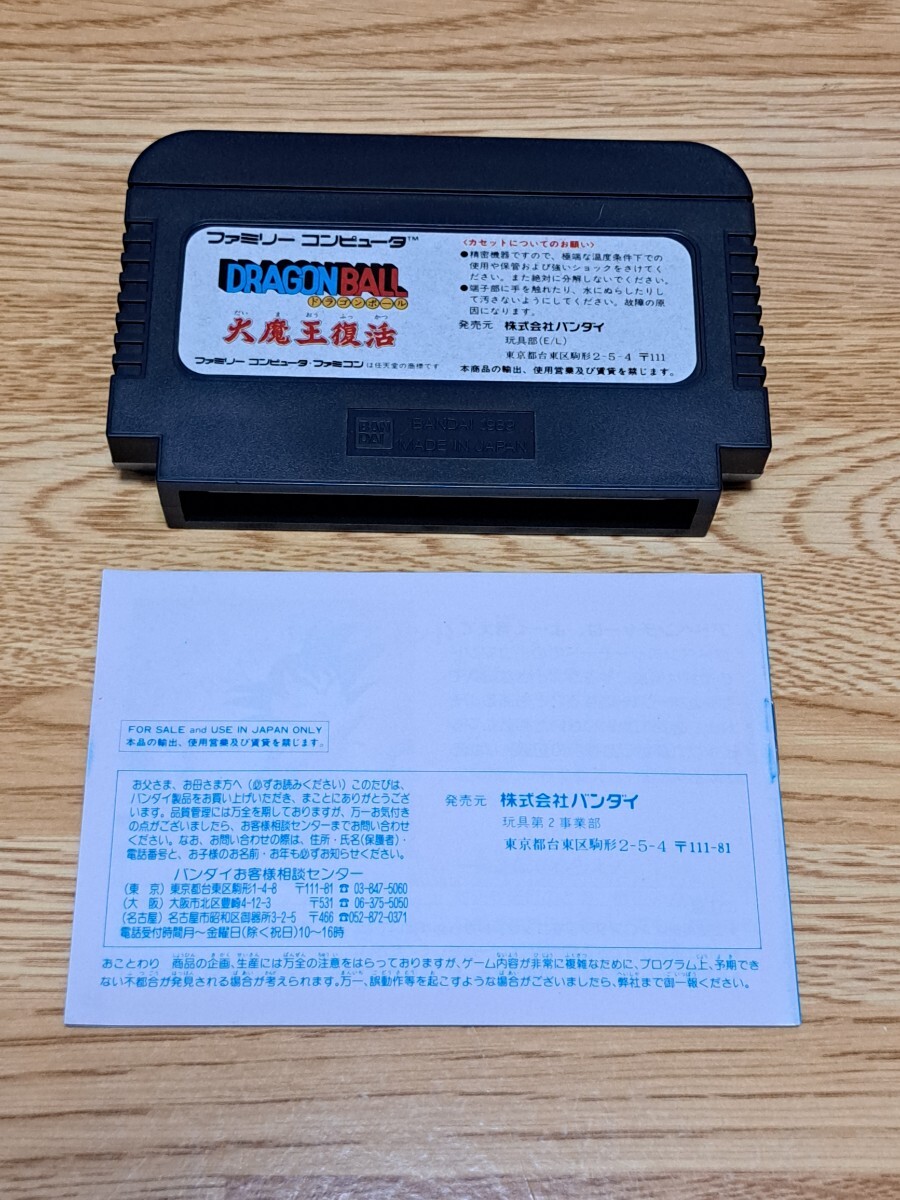 ファミリー コンピュータ™
DRAGON BALL
ドラゴンボール
だい ま おう ふっ かつ
大魔王復活
ファミリー コンピュータ・ファミコンは任天堂の商標です
〈カセットについてのお願い〉
●精密機器ですので、極端な温度条件下での
使用や保管および強いショックをさけてくだ
さい。また絶対に分解しないでください。
●端子部に手を触れたり、水にぬらしたりし
て汚さないようにしてください。故障の原
因になります。
発売元 株式会社バンダイ
玩具部(E/L)
東京都台東区駒形2-5-4 〒111
本商品の輸出、使用営業及び賃貸を禁じます。
BAN
DAI
BANDAI
MADE IN JAPAN
FOR SALE and USE IN JAPAN ONLY
本品の輸出、使用営業及び賃貸を禁じます。
お父さま、お母さま方へ（必ずお読みください）このたびは、
バンダイ製品をお買い上げいただき、まことにありがとうござ
います。品質管理には万全を期しておりますが、万一お気付き
の点がございましたら、お客様相談センターまでお問い合わせ
ください。なお、お問い合わせの際は、住所・氏名(保護者)・
電話番号と、お子様のお名前・お年も必ずお知らせください。
バンダイお客様相談センター
(東 京) 東京都台東区駒形1-4-8 〒111-81 ☎ 03-847-5060
(大 阪) 大阪市北区豊崎4-12-3 〒531 ☎ 06-375-5050
(名古屋) 名古屋市昭和区御器所3-2-5 〒466 ☎052-872-0371
電話受付時間月～金曜日(除く祝日)10～16時
発売元 株式会社バンダイ
玩具第2事業部
東京都台東区駒形2-5-4 〒111-81
おことわり 商品の企画、生産には万全の注意をはらっておりますが、ゲーム内容が非常に複雑なために、プログラム上、予期でき
ない不都合が発見される場合が考えられます。万一、誤動作等を起こすような場合がございましたら、弊社まで御一報ください。